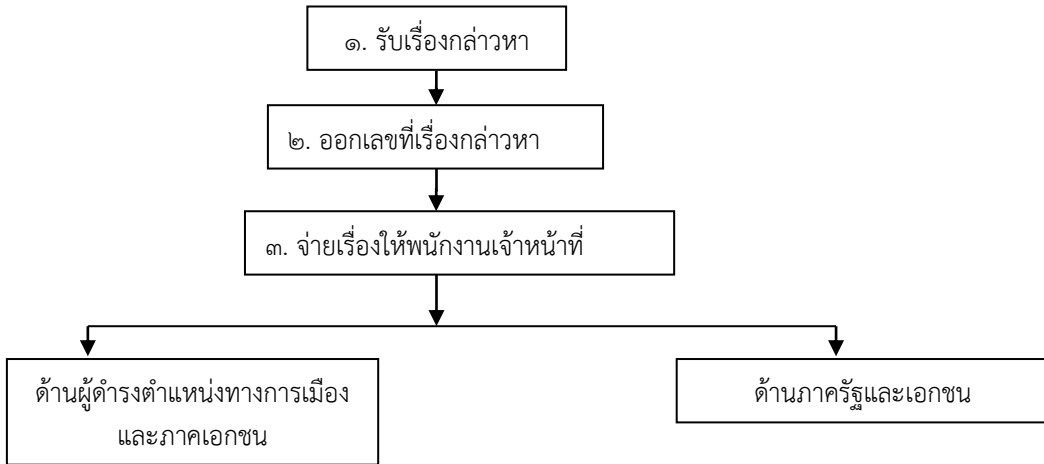 ๑. รับเรื่องกล่าวหา
๒. ออกเลขที่เรื่องกล่าวหา
๓. จ่ายเรื่องให้พนักงานเจ้าหน้าที่
ด้านผู้ดำรงตำแหน่งทางการเมือง
และภาคเอกชน
ด้านภาครัฐและเอกชน